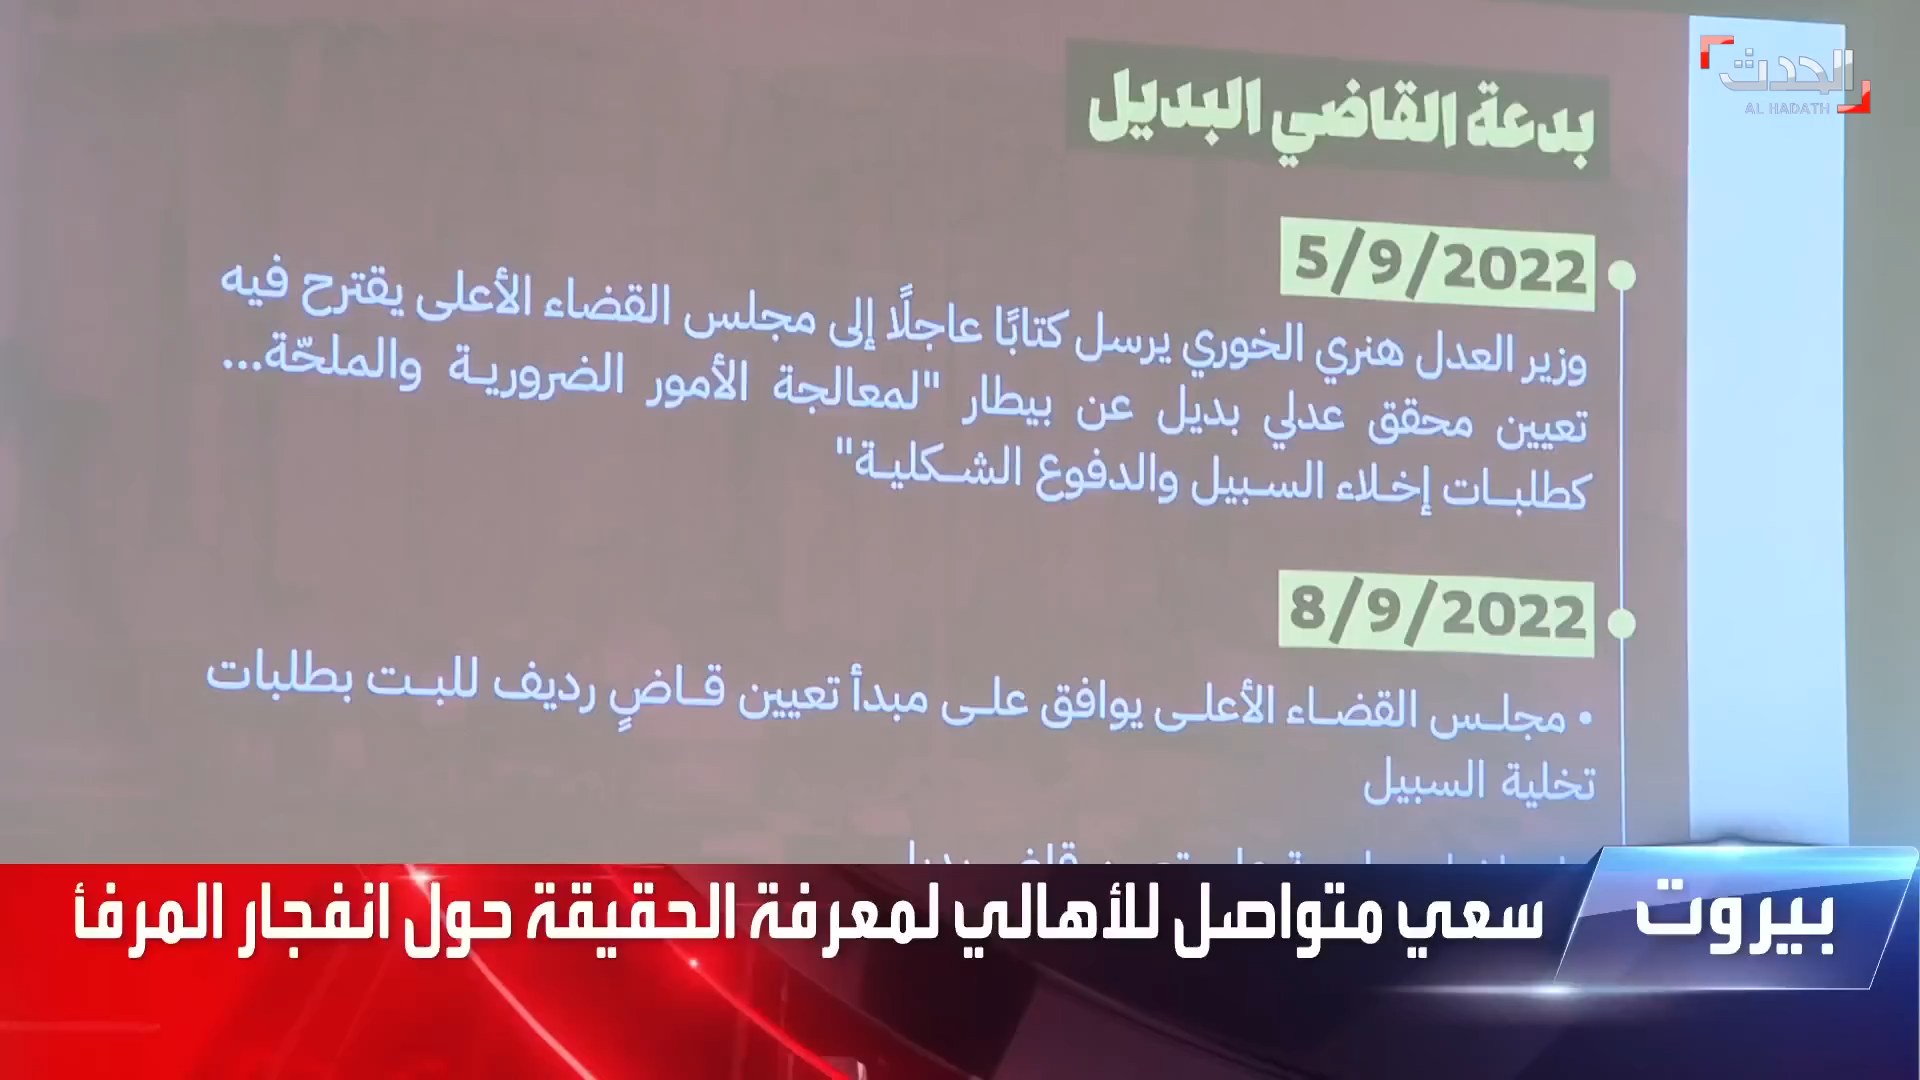 الحدث
AL HADATH
بدعة القاضي البديل
5/9/2022
وزير العدل هنري الخوري يرسل كتابًا عاجلًا إلى مجلس القضاء الأعلى يقترح فيه
تعيين محقق عدلي بديل عن بيطار "لمعالجة الأمور الضرورية والملحّة...
كطلبات إخلاء السبيل والدفوع الشكلية"
8/9/2022
• مجلس القضاء الأعلى يوافق على مبدأ تعيين قاضٍ رديف للبت بطلبات
تخلية السبيل
بيروت
سعي متواصل للأهالي لمعرفة الحقيقة حول انفجار المرفأ